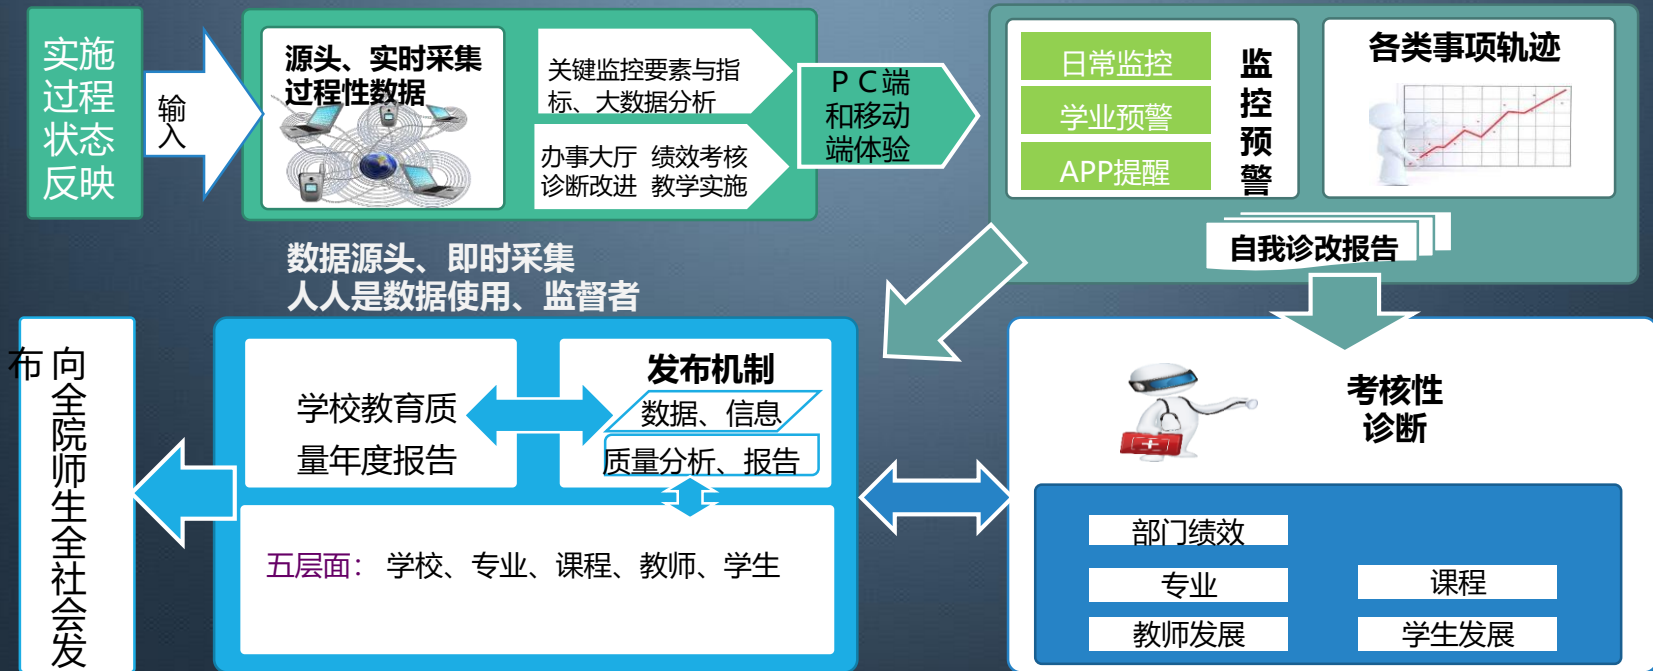 实施
过程
状态
反映
输
入
源头、实时采集
过程性数据
关键监控要素与指
标、大数据分析
办事大厅 绩效考核
诊断改进 教学实施
ＰＣ端
和移动
端体验
日常监控
学业预警
APP提醒
监
控
预
警
各类事项轨迹
自我诊改报告
数据源头、即时采集
人人是数据使用、监督者
向全院师生全社会发
布
学校教育质
量年度报告
发布机制
数据、信息
质量分析、报告
五层面： 学校、专业、课程、教师、学生
考核性
诊断
部门绩效
专业
课程
教师发展
学生发展